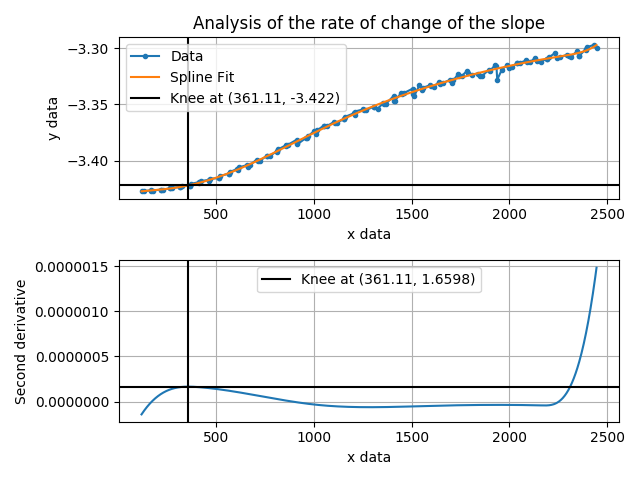 Analysis of the rate of change of the slope
−3.30
−3.35
−3.40
y data
Data
Spline Fit
Knee at (361.11, -3.422)
500
1000
1500
2000
2500
x data
0.0000015
0.0000010
0.0000005
0.0000000
Second derivative
Knee at (361.11, 1.6598)
500
1000
1500
2000
2500
x data